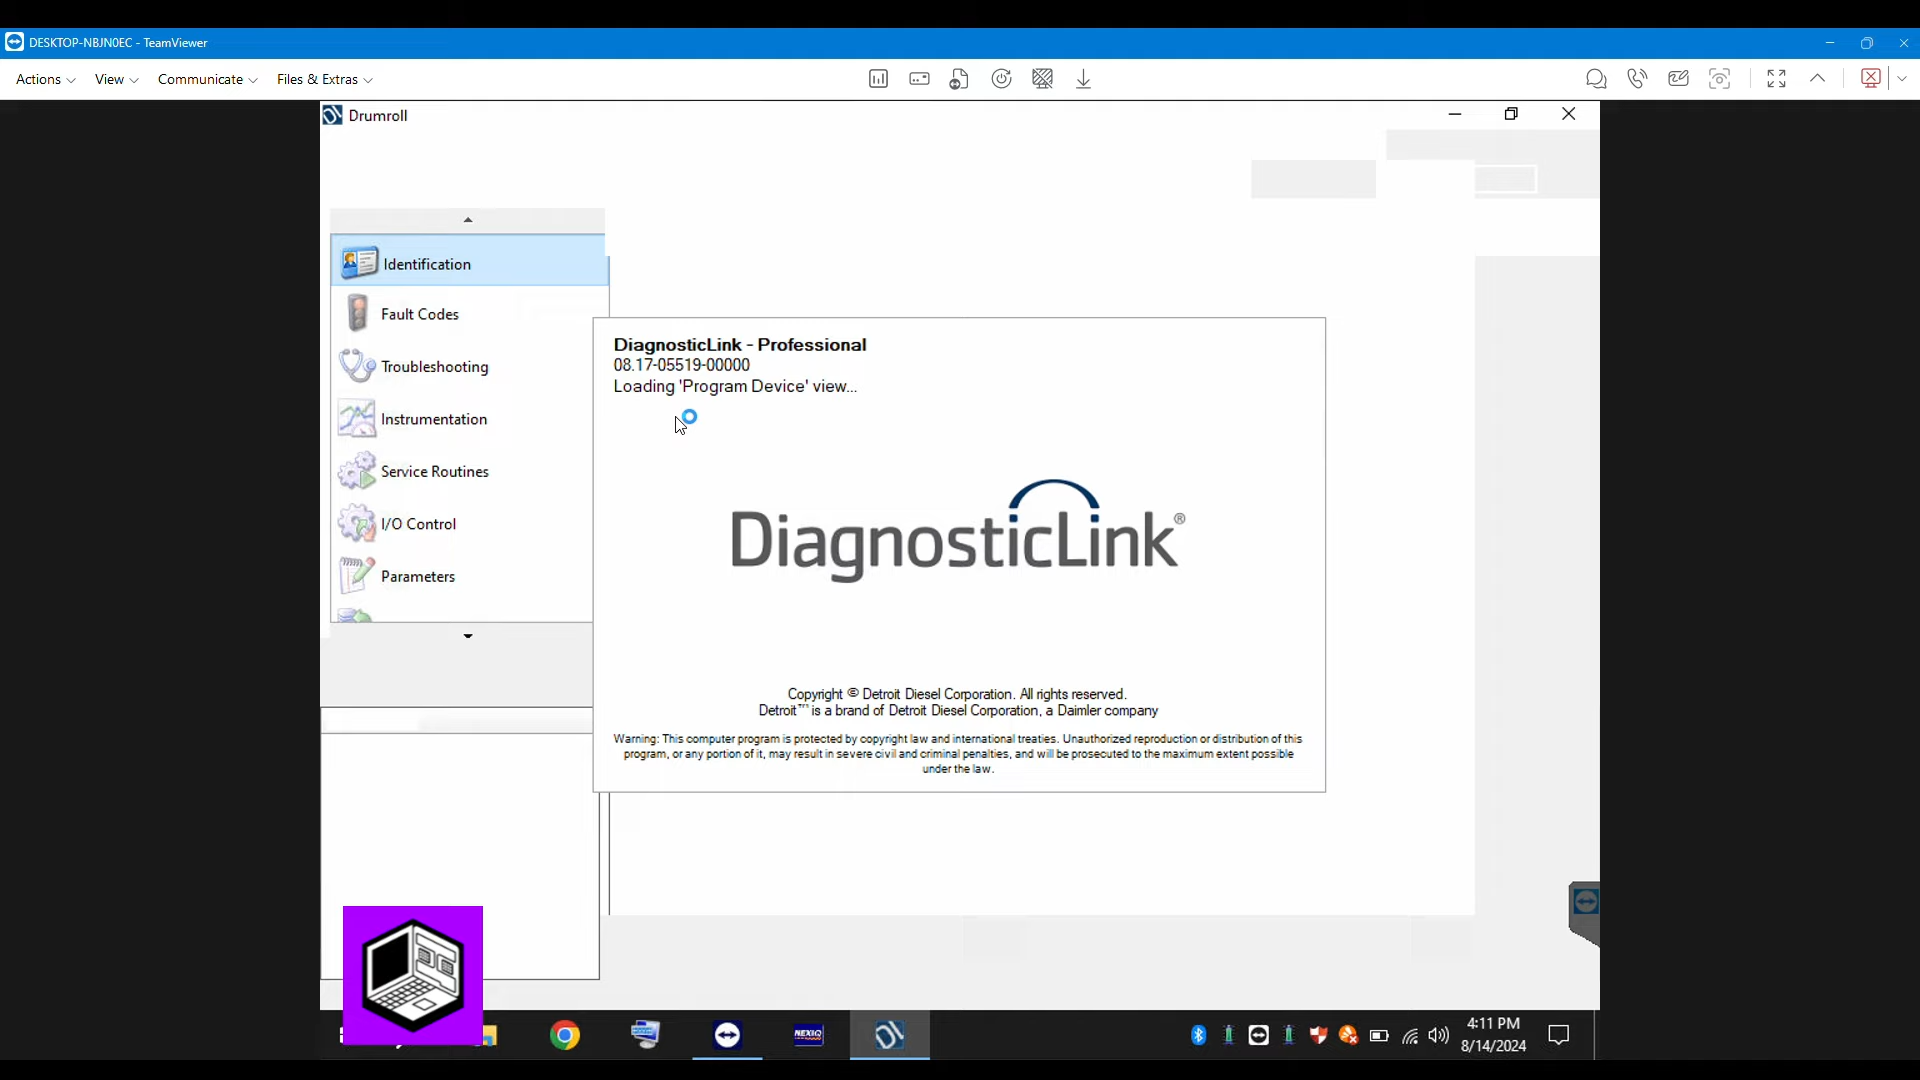 DESKTOP-NBJN0EC - TeamViewer
Actions View Communicate Files & Extras
Drumroll
Identification
Fault Codes
Troubleshooting
Instrumentation
Service Routines
I/O Control
Parameters
DiagnosticLink - Professional
08.17-05519-00000
Loading 'Program Device' view...
DiagnosticLink®
Copyright © Detroit Diesel Corporation. All rights reserved.
Detroit™ is a brand of Detroit Diesel Corporation, a Daimler company
Warning: This computer program is protected by copyright law and international treaties. Unauthorized reproduction or distribution of this
program, or any portion of it, may result in severe civil and criminal penalties, and will be prosecuted to the maximum extent possible
under the law.
NEXIQ
4:11 PM
8/14/2024